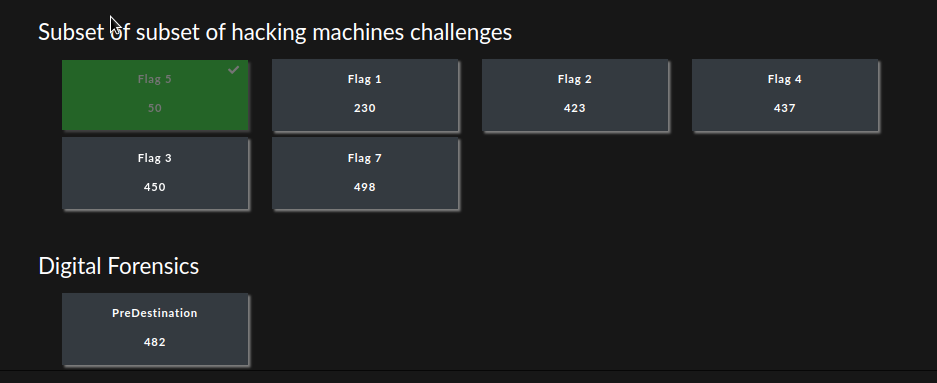 Subset of subset of hacking machines challenges
Flag 5
50
Flag 1
230
Flag 2
423
Flag 4
437
Flag 3
450
Flag 7
498
Digital Forensics
PreDestination
482